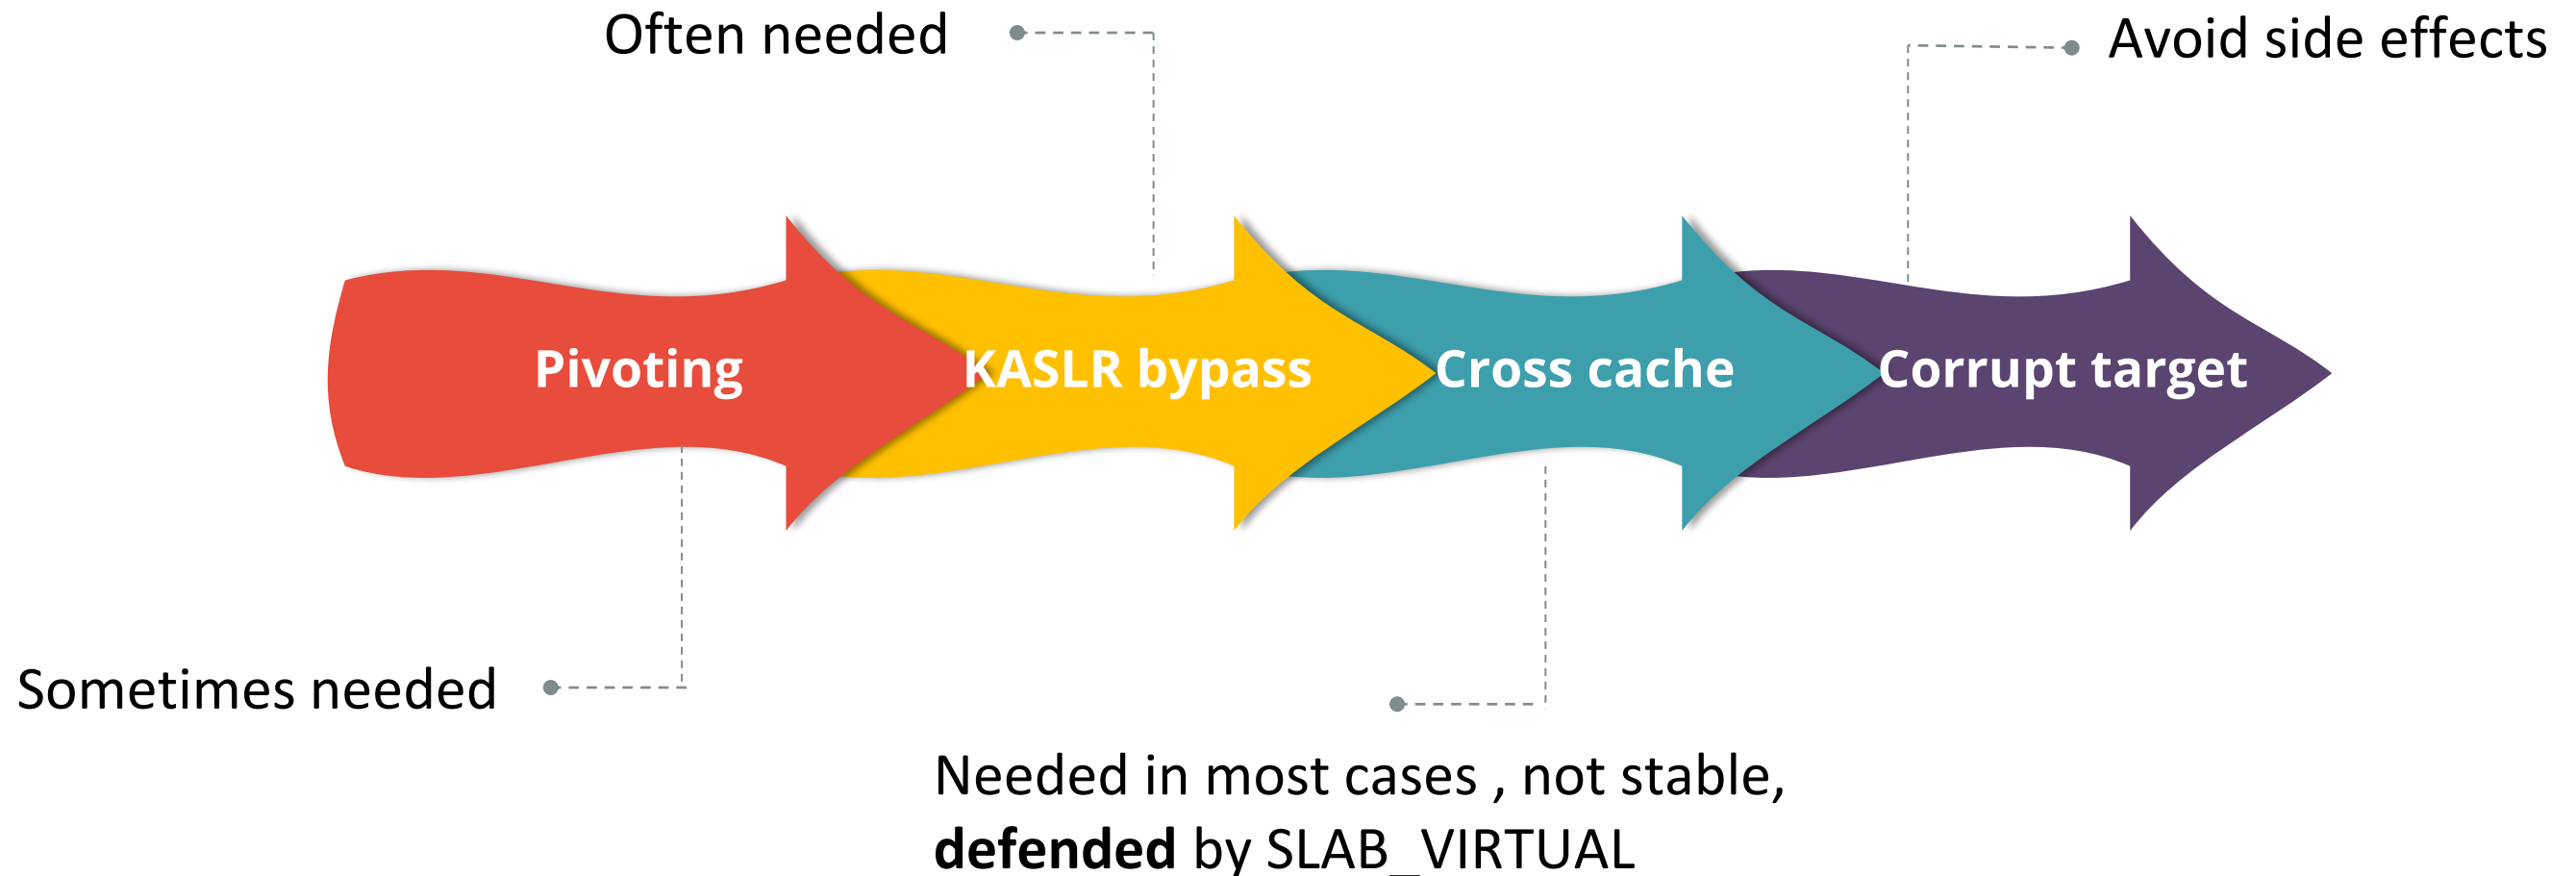 Often needed
Avoid side effects
Pivoting
KASLR bypass
Cross cache
Corrupt target
Sometimes needed
Needed in most cases , not stable,
defended by SLAB_VIRTUAL